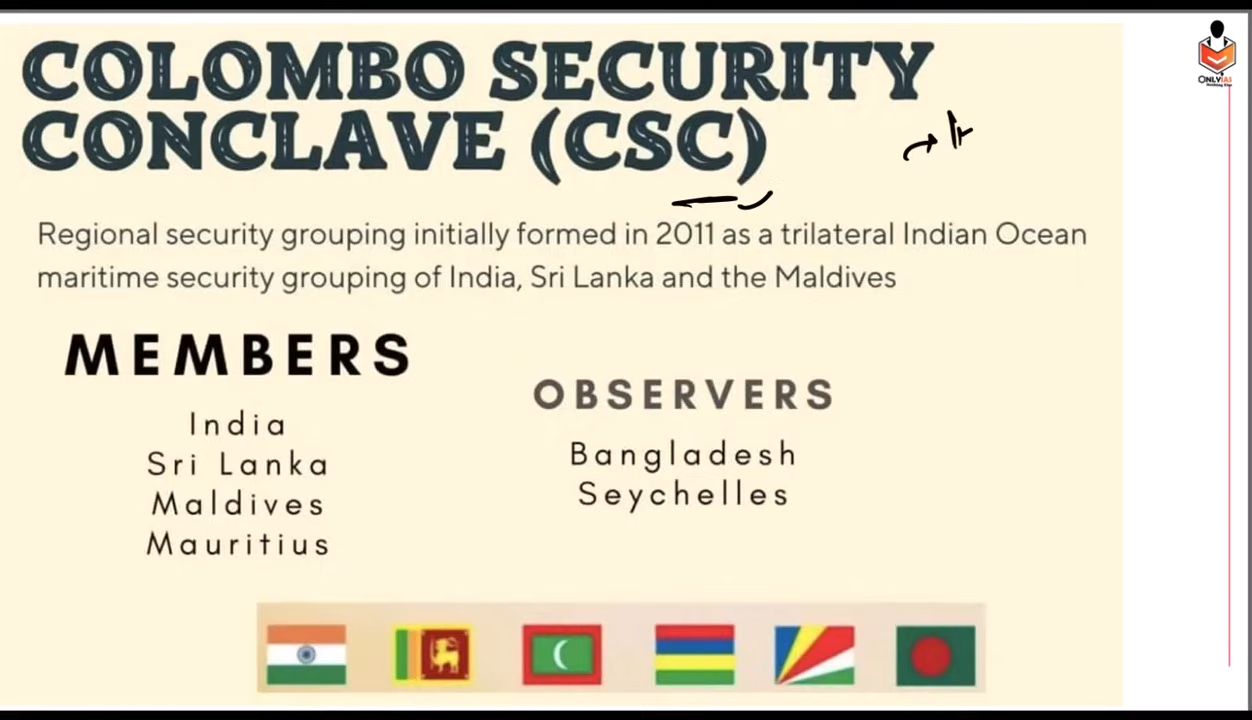 COLOMBO SECURITY
CONCLAVE (CSC)
Regional security grouping initially formed in 2011 as a trilateral Indian Ocean
maritime security grouping of India, Sri Lanka and the Maldives
MEMBERS
India
Sri Lanka
Maldives
Mauritius
OBSERVERS
Bangladesh
Seychelles
ONLYIAS